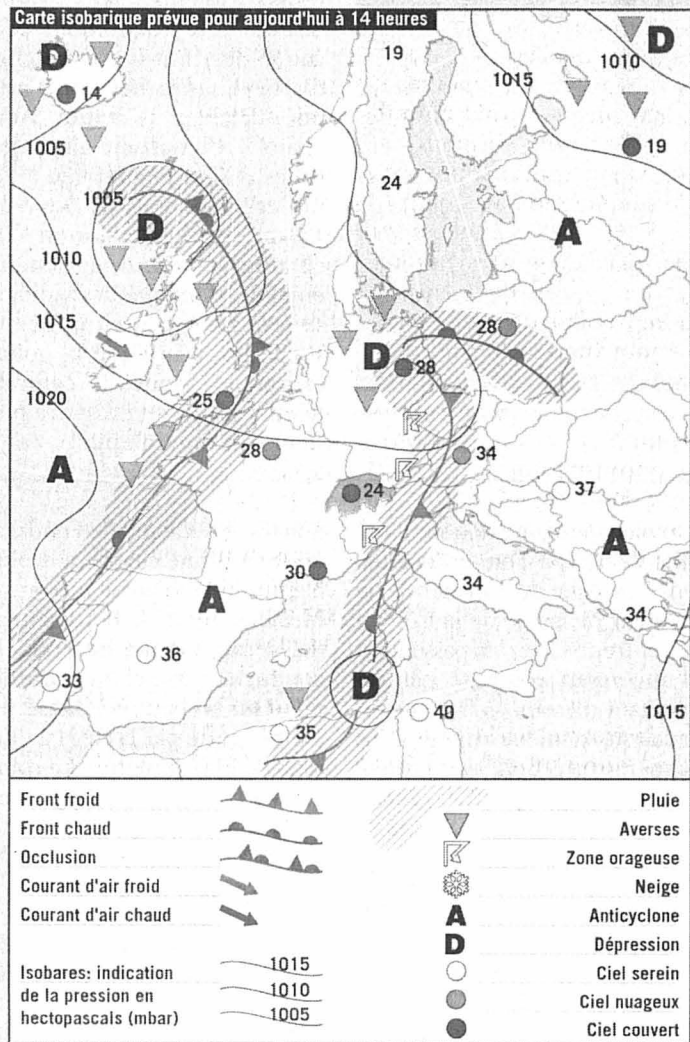 Carte isobarique prévue pour aujourd'hui à 14 heures
D
19
D
1010
14
1015
1005
19
1005
24
D
A
1010
1015
28
D
28
25
1020
28
34
A
24
37
30
A
34
A
34
36
33
D
40
1015
35
Front froid
Front chaud
Occlusion
Courant d'air froid
Courant d'air chaud
Isobares: indication
de la pression en
hectopascals (mbar)
1015
1010
1005
Pluie
Averses
Zone orageuse
Neige
A Anticyclone
D Dépression
Ciel serein
Ciel nuageux
Ciel couvert